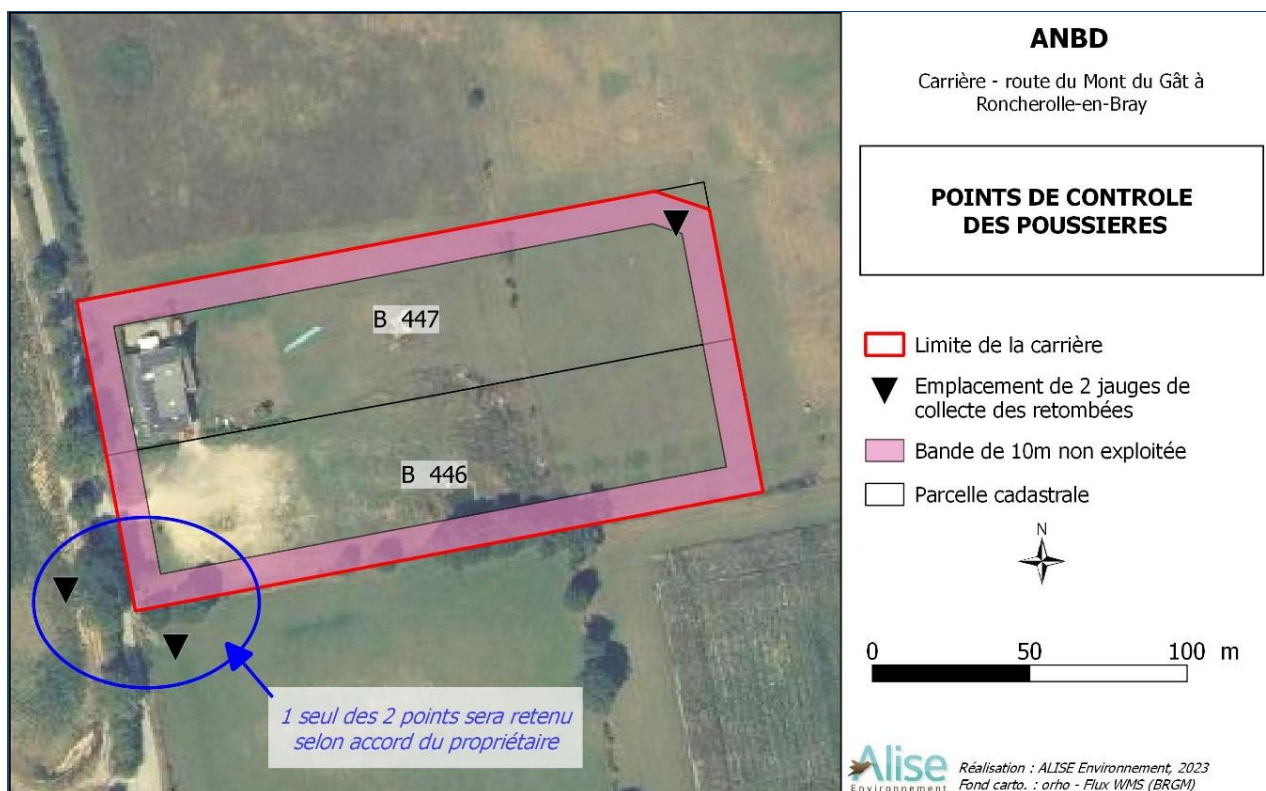 ANBD
Carrière - route du Mont du Gât à
Roncherolle-en-Bray
POINTS DE CONTROLE
DES POUSSIERES
Limite de la carrière
Emplacement de 2 jauges de
collecte des retombées
Bande de 10m non exploitée
Parcelle cadastrale
N
0 50 100 m
Alise
Environnement
Réalisation : ALISE Environnement, 2023
Fond carto. : orho - Flux WMS (BRGM)
B 447
B 446
1 seul des 2 points sera retenu
selon accord du propriétaire